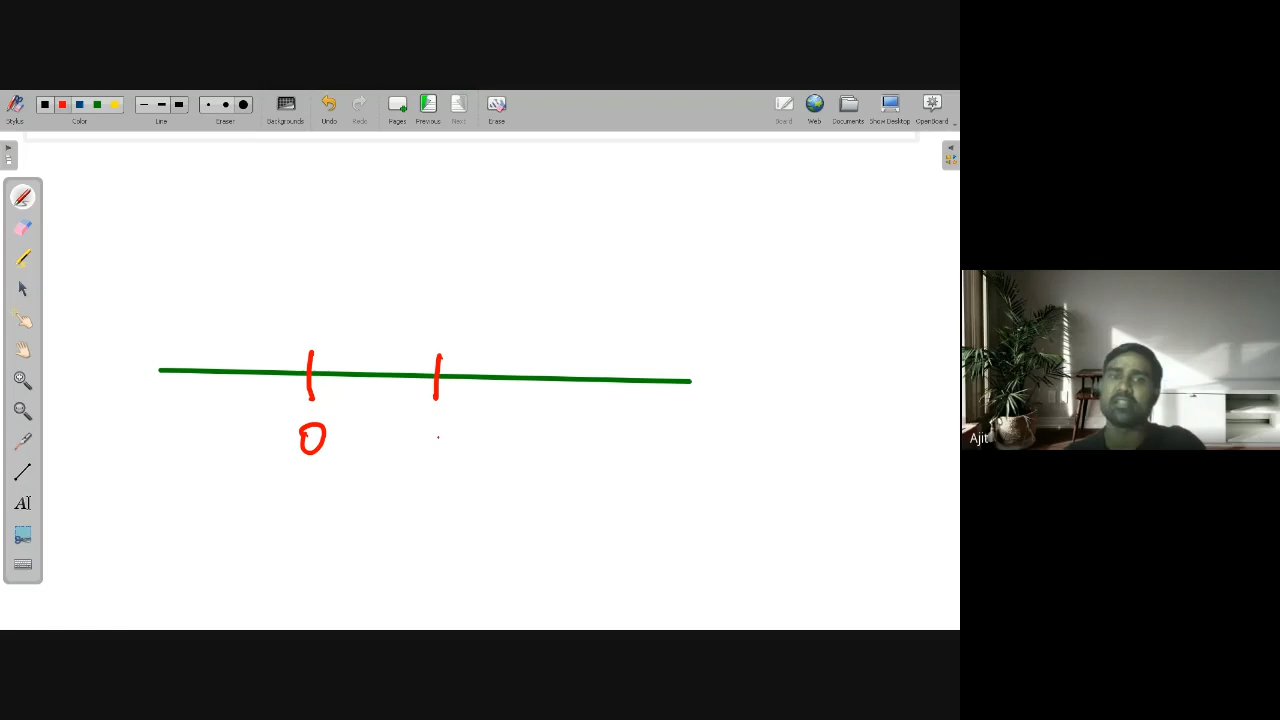 Stylus Color Line Eraser Backgrounds Undo Redo Pages Previous Next Erase Board Web Documents Show Desktop OpenBoard
AI
0
Ajit